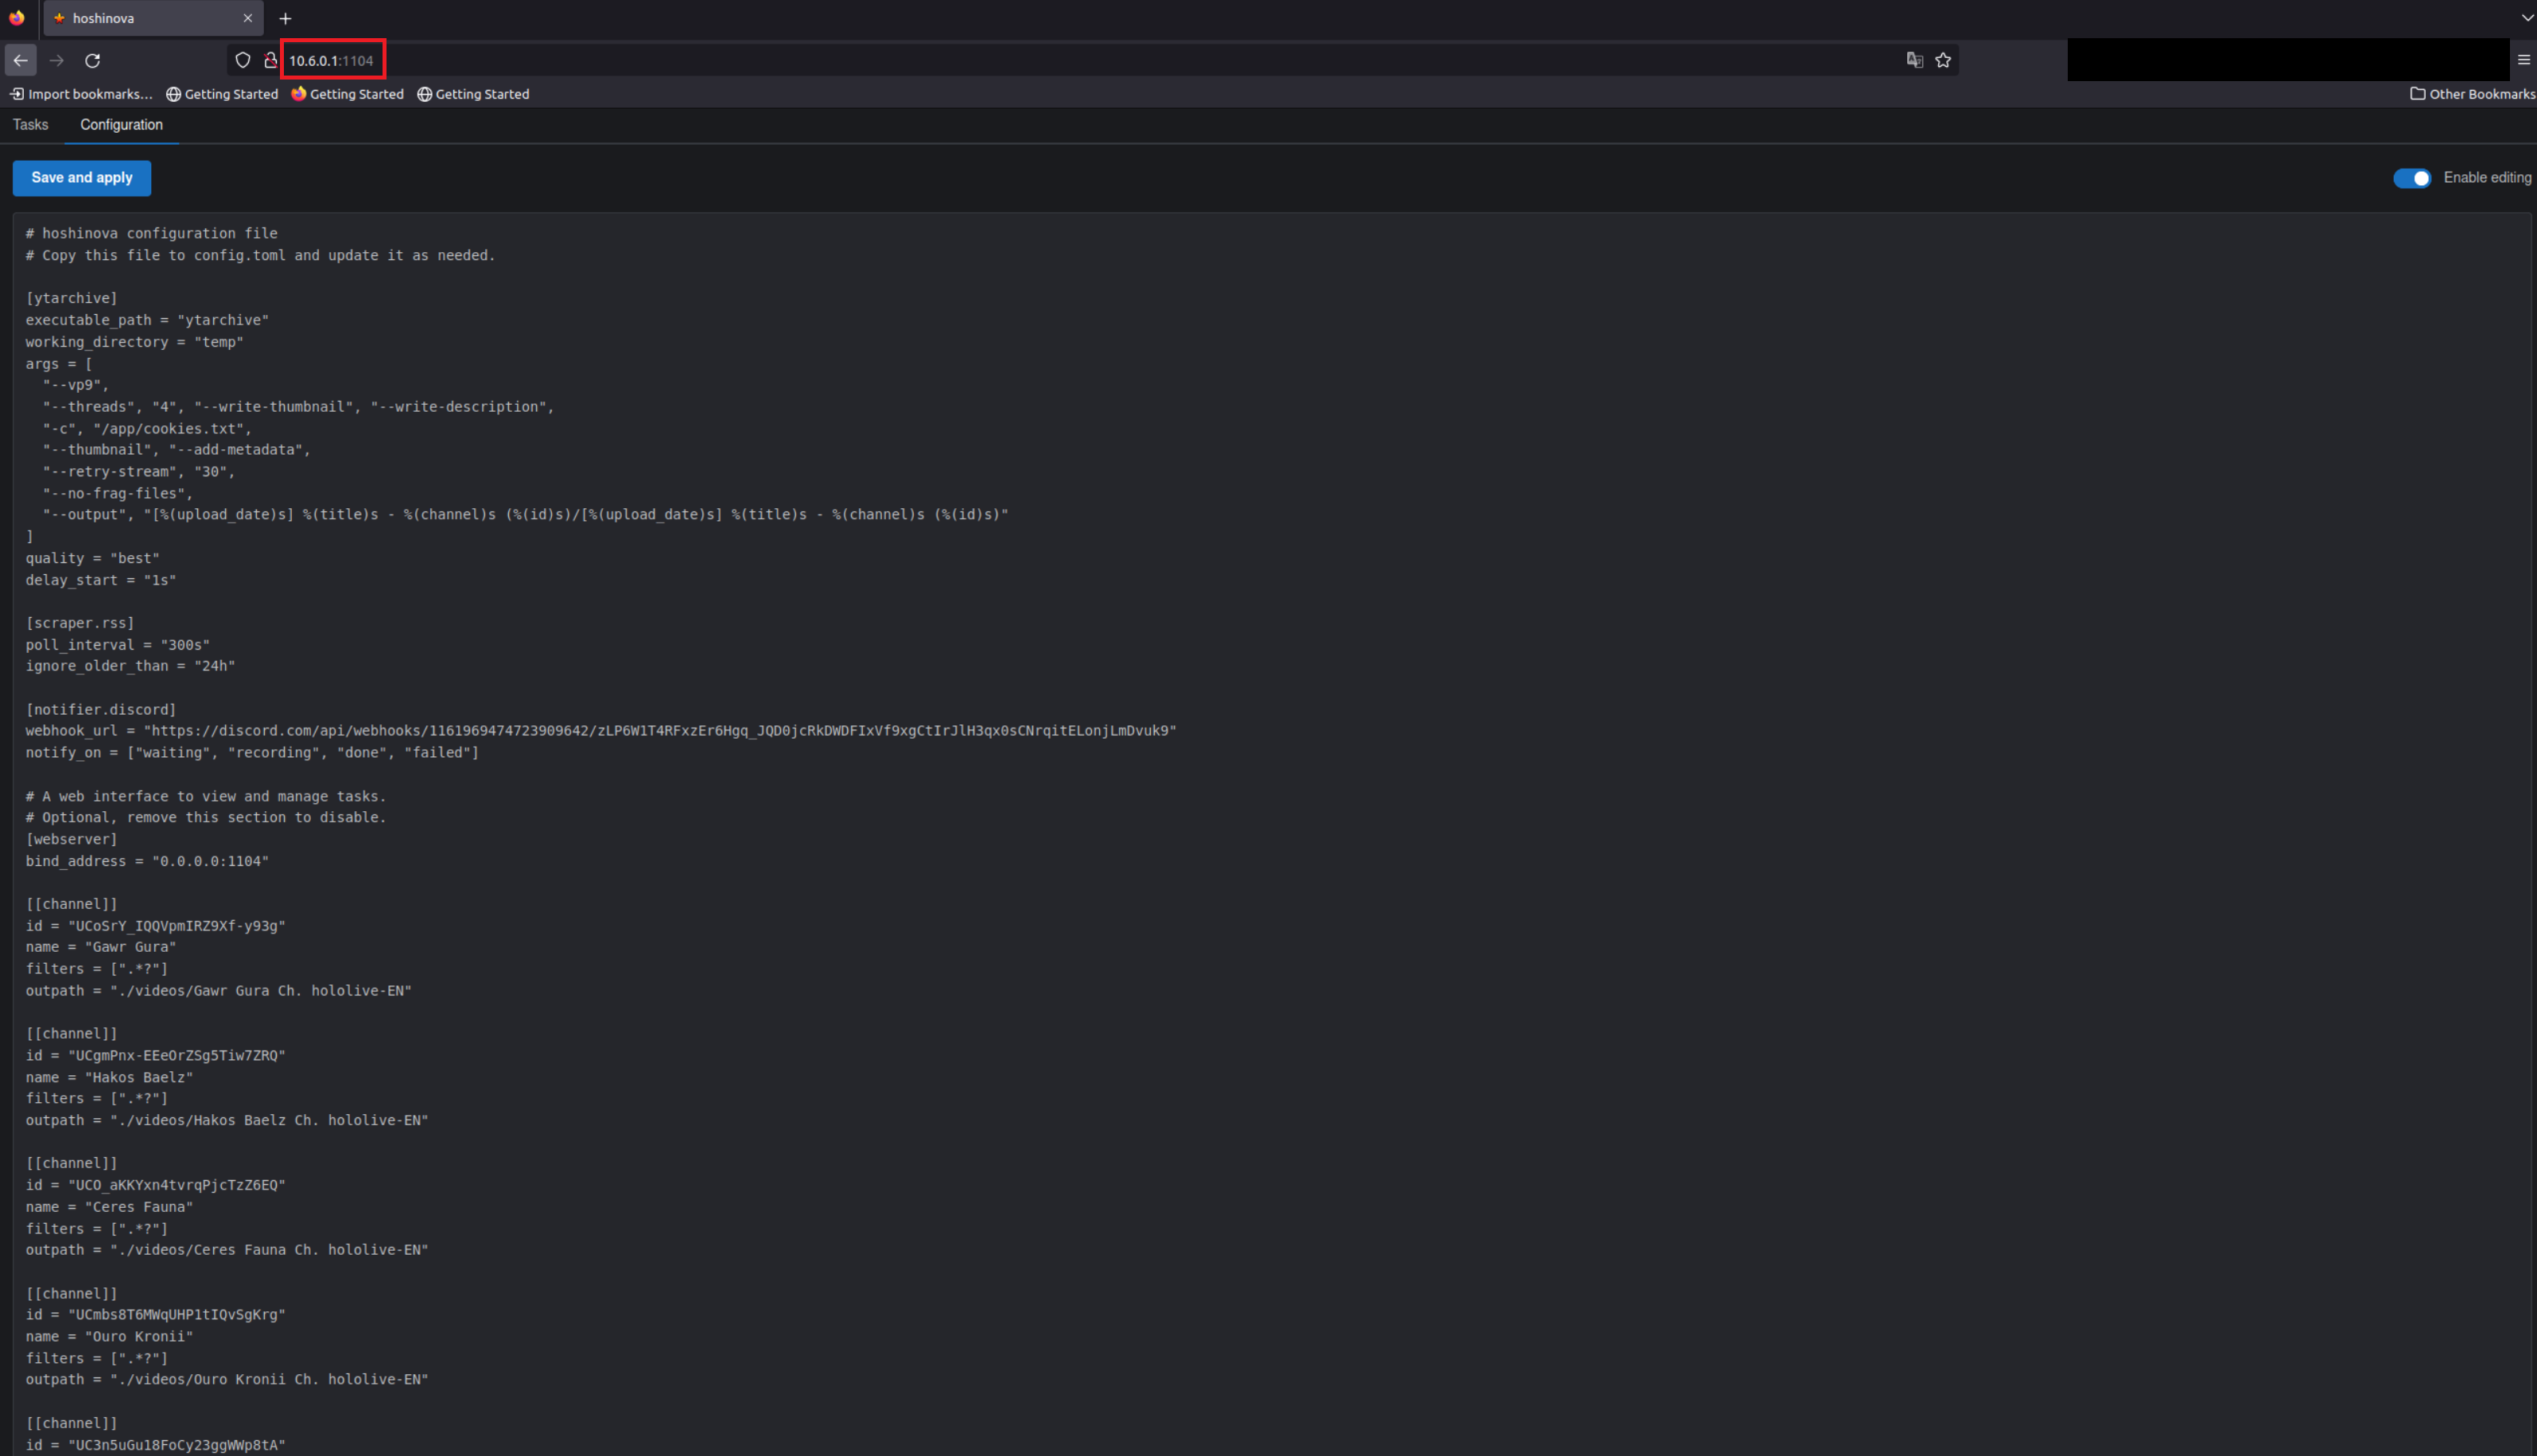 hoshinova
10.6.0.1:1104
Import bookmarks... Getting Started Getting Started Getting Started Other Bookmarks
Tasks Configuration
Save and apply Enable editing
# hoshinova configuration file
# Copy this file to config.toml and update it as needed.
[ytarchive]
executable_path = "ytarchive"
working_directory = "temp"
args = [
"--vp9",
"--threads", "4", "--write-thumbnail", "--write-description",
"-c", "/app/cookies.txt",
"--thumbnail", "--add-metadata",
"--retry-stream", "30",
"--no-frag-files",
"--output", "[%(upload_date)s] %(title)s - %(channel)s (%(id)s)/[%(upload_date)s] %(title)s - %(channel)s (%(id)s)"
]
quality = "best"
delay_start = "1s"
[scraper.rss]
poll_interval = "300s"
ignore_older_than = "24h"
[notifier.discord]
webhook_url = "https://discord.com/api/webhooks/1161969474723909642/zLP6W1T4RFxzEr6Hgq_JQD0jcRkDWDFIxVf9xgCtIrJlH3qx0sCNrqitELonjLmDvuk9"
notify_on = ["waiting", "recording", "done", "failed"]
# A web interface to view and manage tasks.
# Optional, remove this section to disable.
[webserver]
bind_address = "0.0.0.0:1104"
[[channel]]
id = "UCoSrY_IQQVpmIRZ9Xf-y93g"
name = "Gawr Gura"
filters = [".*?"]
outpath = "./videos/Gawr Gura Ch. hololive-EN"
[[channel]]
id = "UCgmPnx-EEeOrZSg5Tiw7ZRQ"
name = "Hakos Baelz"
filters = [".*?"]
outpath = "./videos/Hakos Baelz Ch. hololive-EN"
[[channel]]
id = "UCO_aKKYxn4tvrqPjcTzZ6EQ"
name = "Ceres Fauna"
filters = [".*?"]
outpath = "./videos/Ceres Fauna Ch. hololive-EN"
[[channel]]
id = "UCmbs8T6MWqUHP1tIQvSgKrg"
name = "Ouro Kronii"
filters = [".*?"]
outpath = "./videos/Ouro Kronii Ch. hololive-EN"
[[channel]]
id = "UC3n5uGu18FoCy23ggWWp8tA"